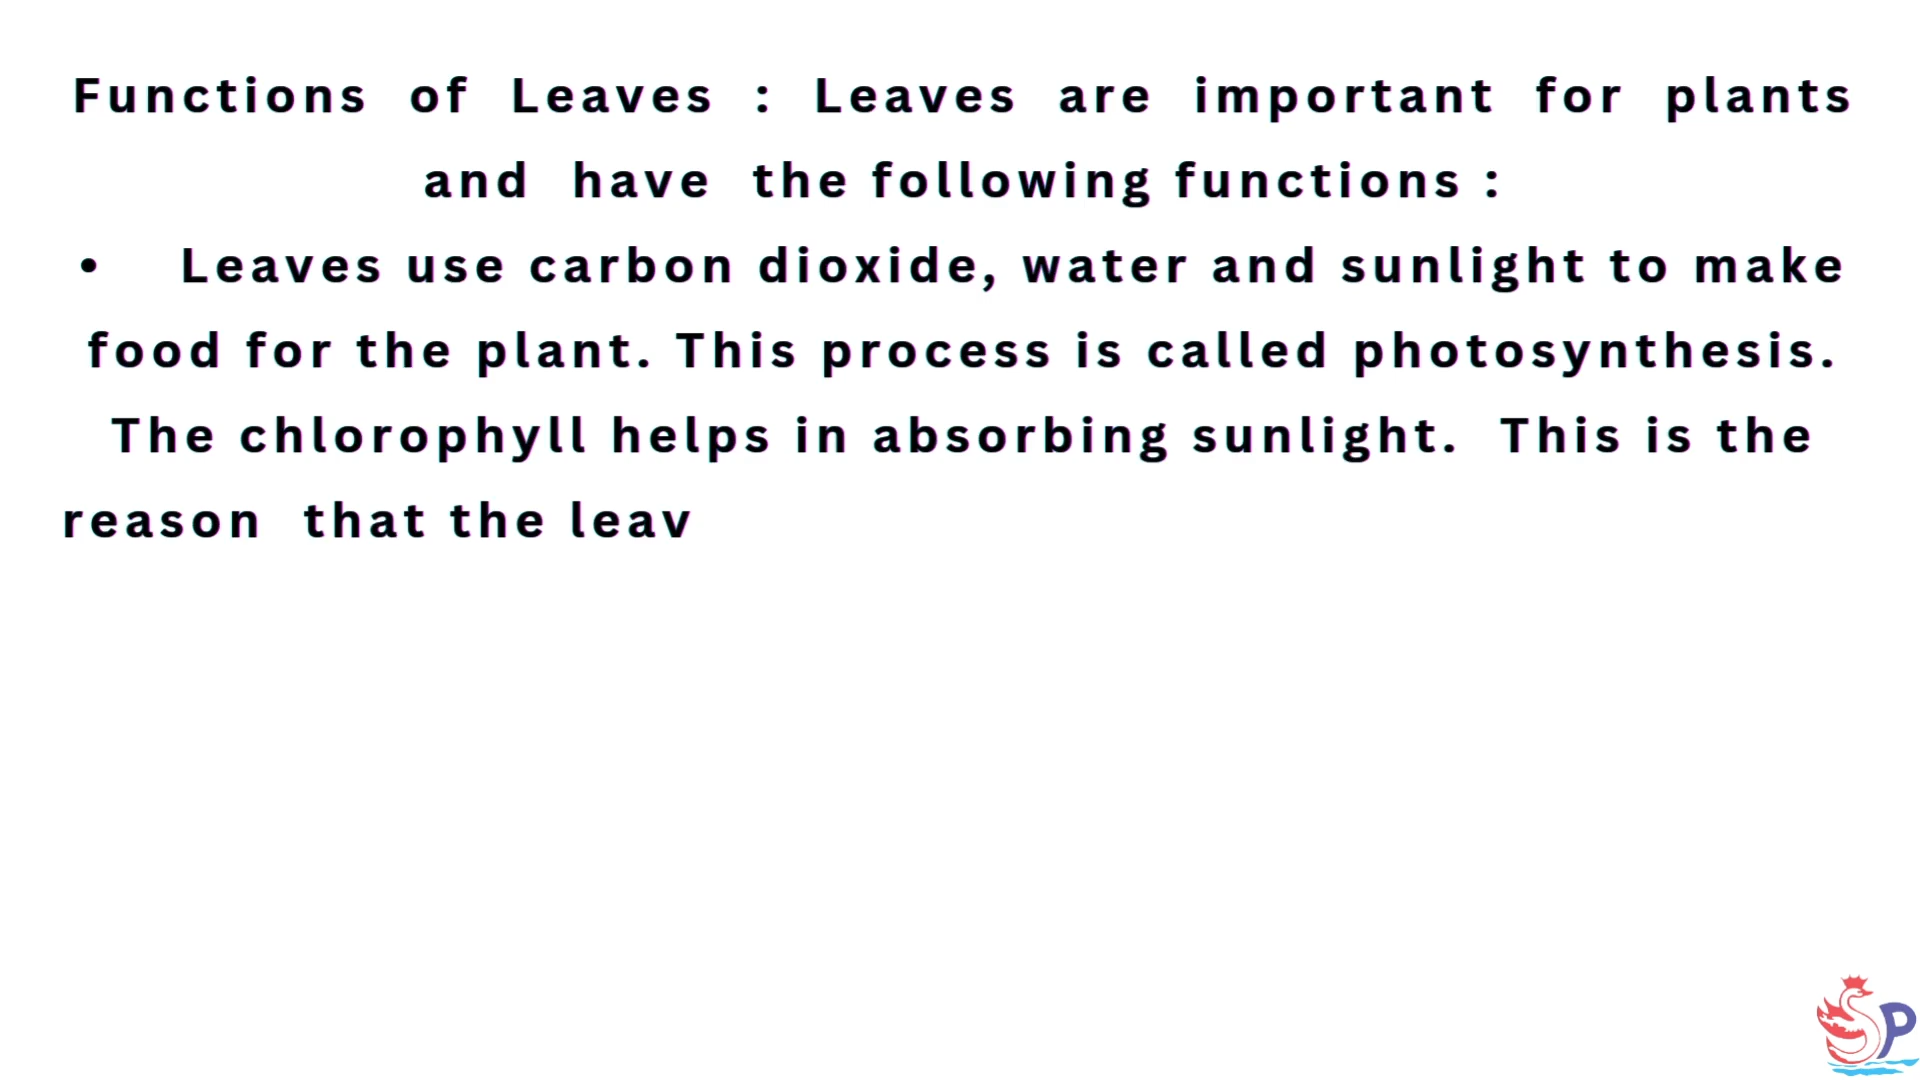 Functions of Leaves : Leaves are important for plants
and have the following functions :
• Leaves use carbon dioxide, water and sunlight to make
food for the plant. This process is called photosynthesis.
The chlorophyll helps in absorbing sunlight. This is the
reason that the leav
SP